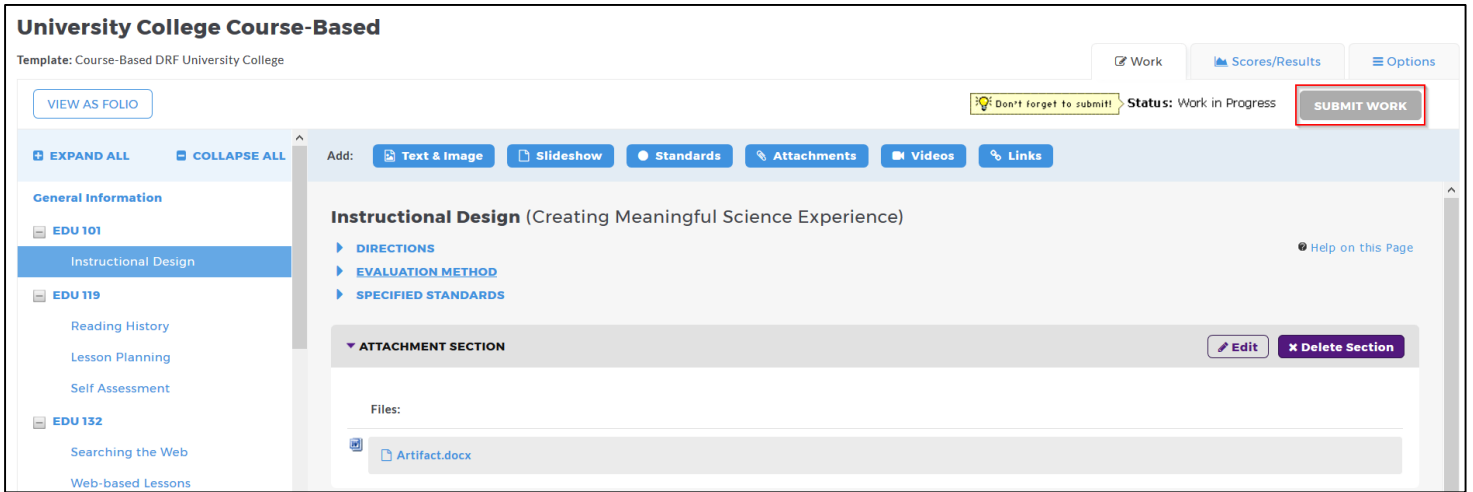 University College Course-Based
Template: Course-Based DRF University College
Work
Scores/Results
Options
VIEW AS FOLIO
Don't forget to submit!
Status: Work in Progress
SUBMIT WORK
EXPAND ALL
COLLAPSE ALL
Add:
Text & Image
Slideshow
Standards
Attachments
Videos
Links
General Information
EDU 101
Instructional Design
EDU 119
Reading History
Lesson Planning
Self Assessment
EDU 132
Searching the Web
Web-based Lessons
Instructional Design (Creating Meaningful Science Experience)
DIRECTIONS
Help on this Page
EVALUATION METHOD
SPECIFIED STANDARDS
ATTACHMENT SECTION
Edit
Delete Section
Files:
Artifact.docx